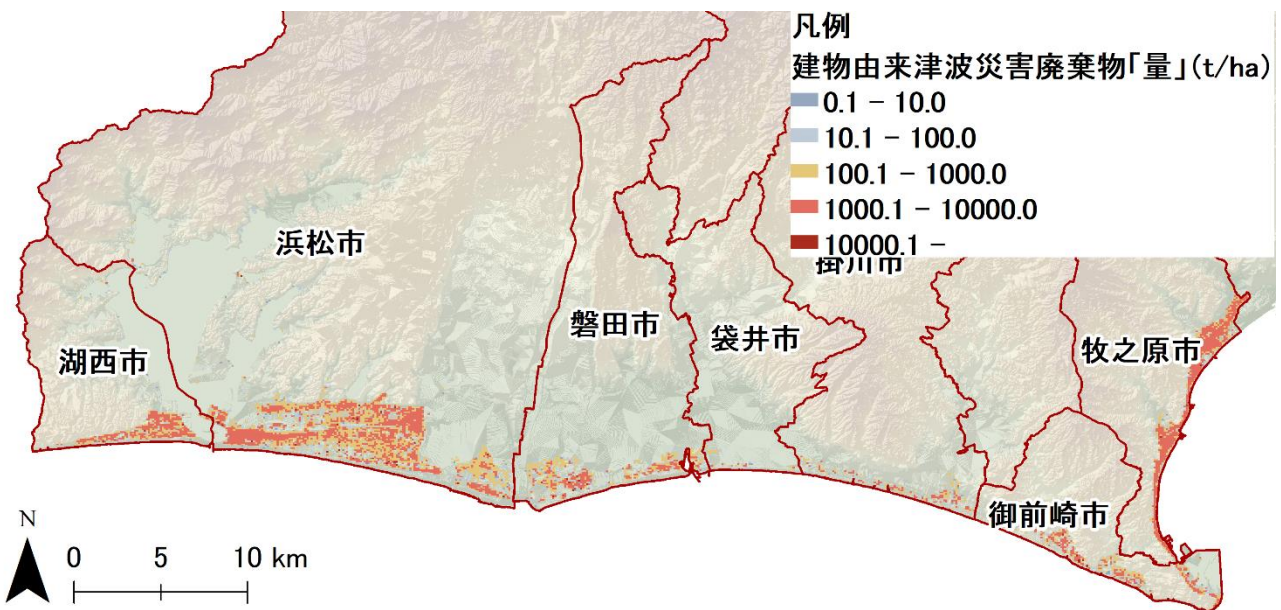 凡例
建物由来津波災害廃棄物「量」(t/ha)
0.1 - 10.0
10.1 - 100.0
100.1 - 1000.0
1000.1 - 10000.0
10000.1 -
浜松市
掛川市
磐田市
袋井市
牧之原市
湖西市
御前崎市
N
0 5 10 km